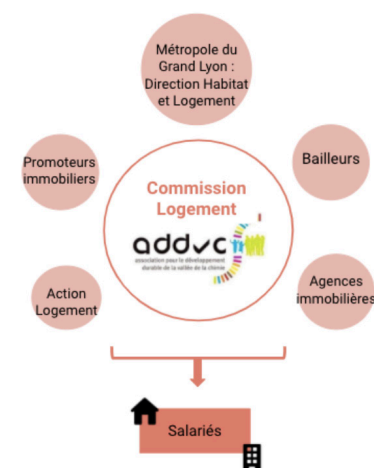 Métropole du
Grand Lyon :
Direction Habitat
et Logement
Promoteurs
immobiliers
Bailleurs
Commission
Logement
addvc
association pour le développement
durable de la vallée de la chimie
Action
Logement
Agences
immobilières
Salariés